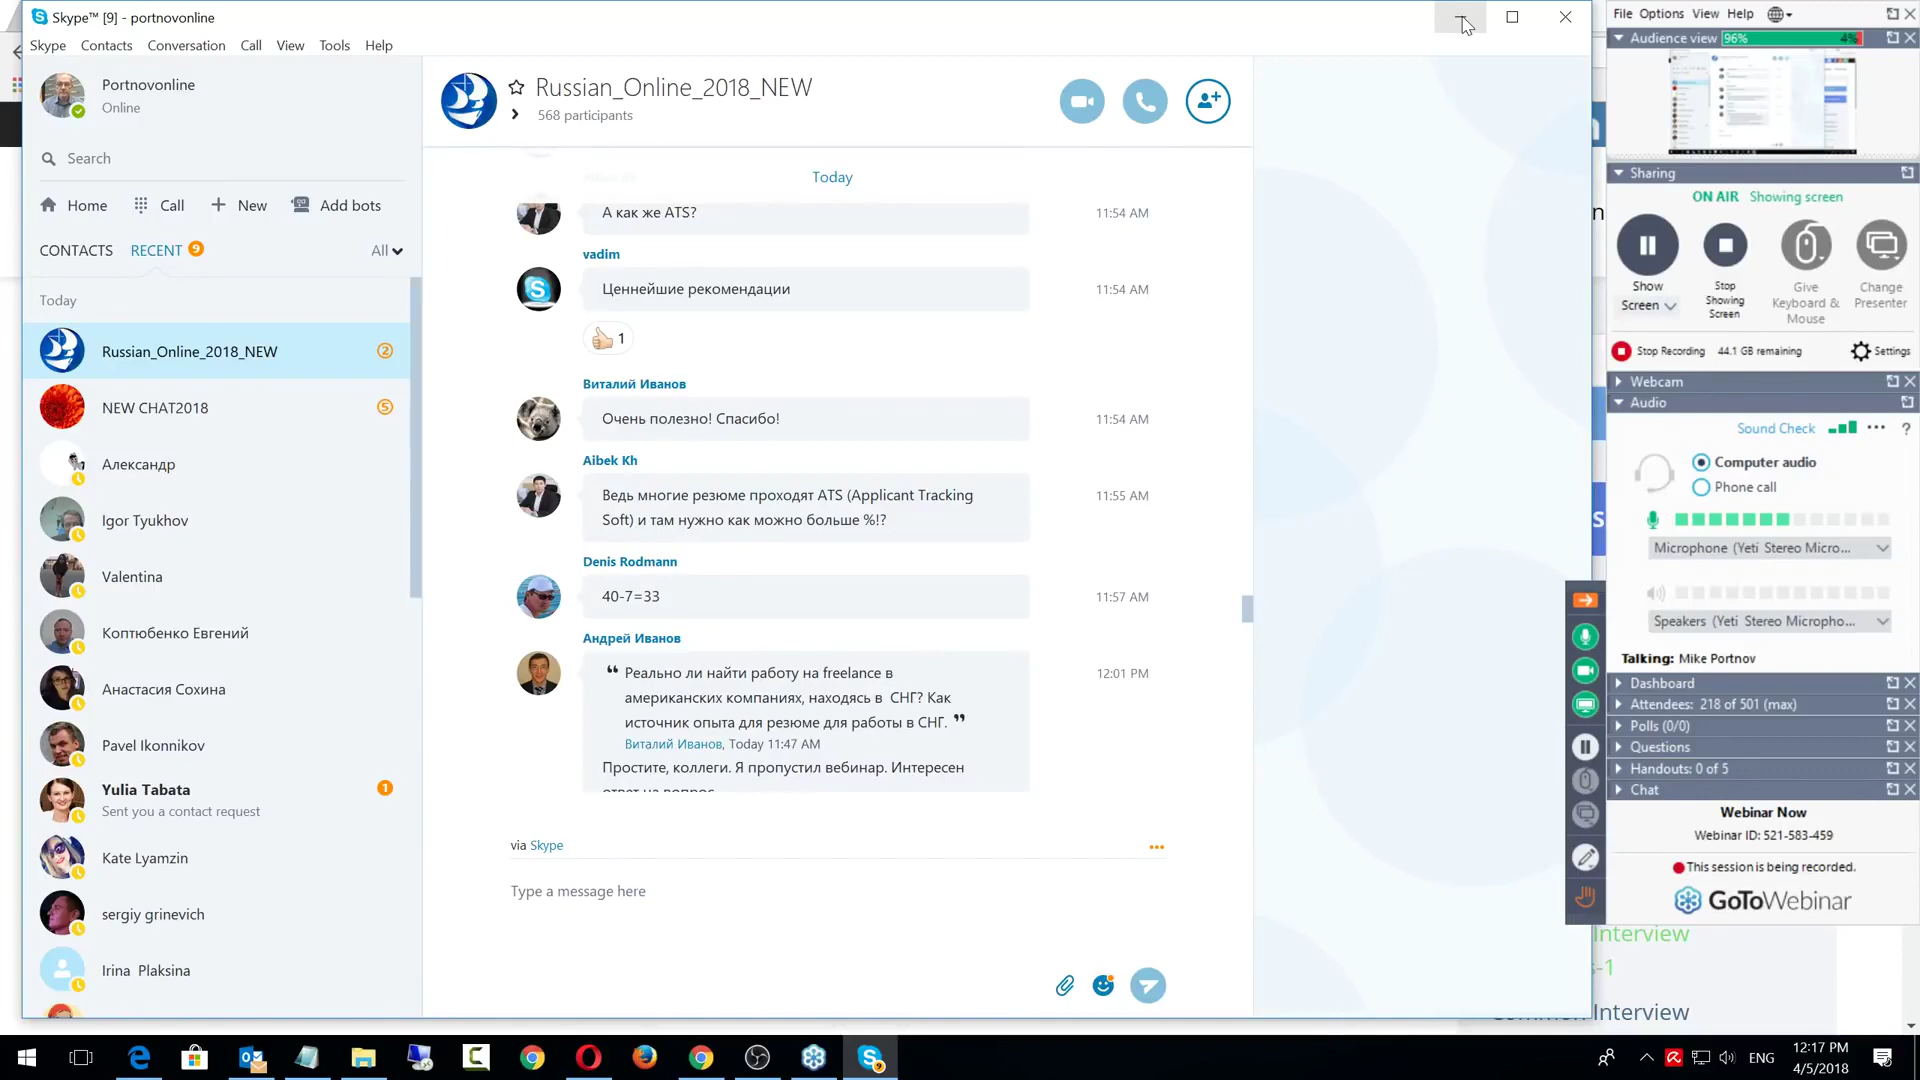 Skype™ [9] - portnovonline
Skype Contacts Conversation Call View Tools Help
Portnovonline
Online
Search
Home Call New Add bots
CONTACTS RECENT 9 All
Today
Russian_Online_2018_NEW 2
NEW CHAT2018 5
Александр
Igor Tyukhov
Valentina
Коптюбенко Евгений
Анастасия Сохина
Pavel Ikonnikov
Yulia Tabata 1
Sent you a contact request
Kate Lyamzin
sergiy grinevich
Irina Plaksina
Russian_Online_2018_NEW
568 participants
Today
А как же ATS? 11:54 AM
vadim
Ценнейшие рекомендации 11:54 AM
1
Виталий Иванов
Очень полезно! Спасибо! 11:54 AM
Aibek Kh
Ведь многие резюме проходят ATS (Applicant Tracking 11:55 AM
Soft) и там нужно как можно больше %!?
Denis Rodmann
40-7=33 11:57 AM
Андрей Иванов
“ Реально ли найти работу на freelance в 12:01 PM
американских компаниях, находясь в СНГ? Как
источник опыта для резюме для работы в СНГ. ”
Виталий Иванов, Today 11:47 AM
Простите, коллеги. Я пропустил вебинар. Интересен
ответ на вопрос
via Skype
Type a message here
File Options View Help
Audience view 96% 4%
Sharing
ON AIR Showing screen
Show
Screen
Stop
Showing
Screen
Give
Keyboard &
Mouse
Change
Presenter
Stop Recording 44.1 GB remaining Settings
Webcam
Audio
Sound Check ?
Computer audio
Phone call
Microphone (Yeti Stereo Micro...
Speakers (Yeti Stereo Micropho...
Talking: Mike Portnov
Dashboard
Attendees: 218 of 501 (max)
Polls (0/0)
Questions
Handouts: 0 of 5
Chat
Webinar Now
Webinar ID: 521-583-459
This session is being recorded.
GoToWebinar
Interview
s-1
Common Interview
ENG
12:17 PM
4/5/2018